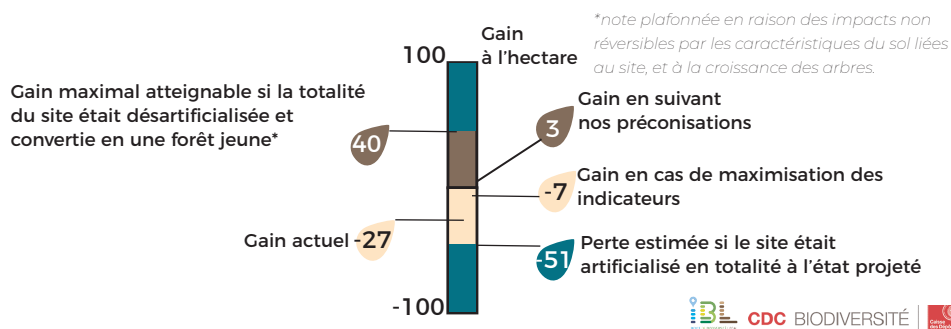 *note plafonnée en raison des impacts non
réversibles par les caractéristiques du sol liées
au site, et à la croissance des arbres.
Gain
à l'hectare
100
Gain maximal atteignable si la totalité
du site était désartificialisée et
convertie en une forêt jeune*
40
Gain en suivant
nos préconisations
3
Gain en cas de maximisation des
indicateurs
-7
Gain actuel -27
Perte estimée si le site était
artificialisé en totalité à l'état projeté
-51
-100
iBL
CDC BIODIVERSITÉ